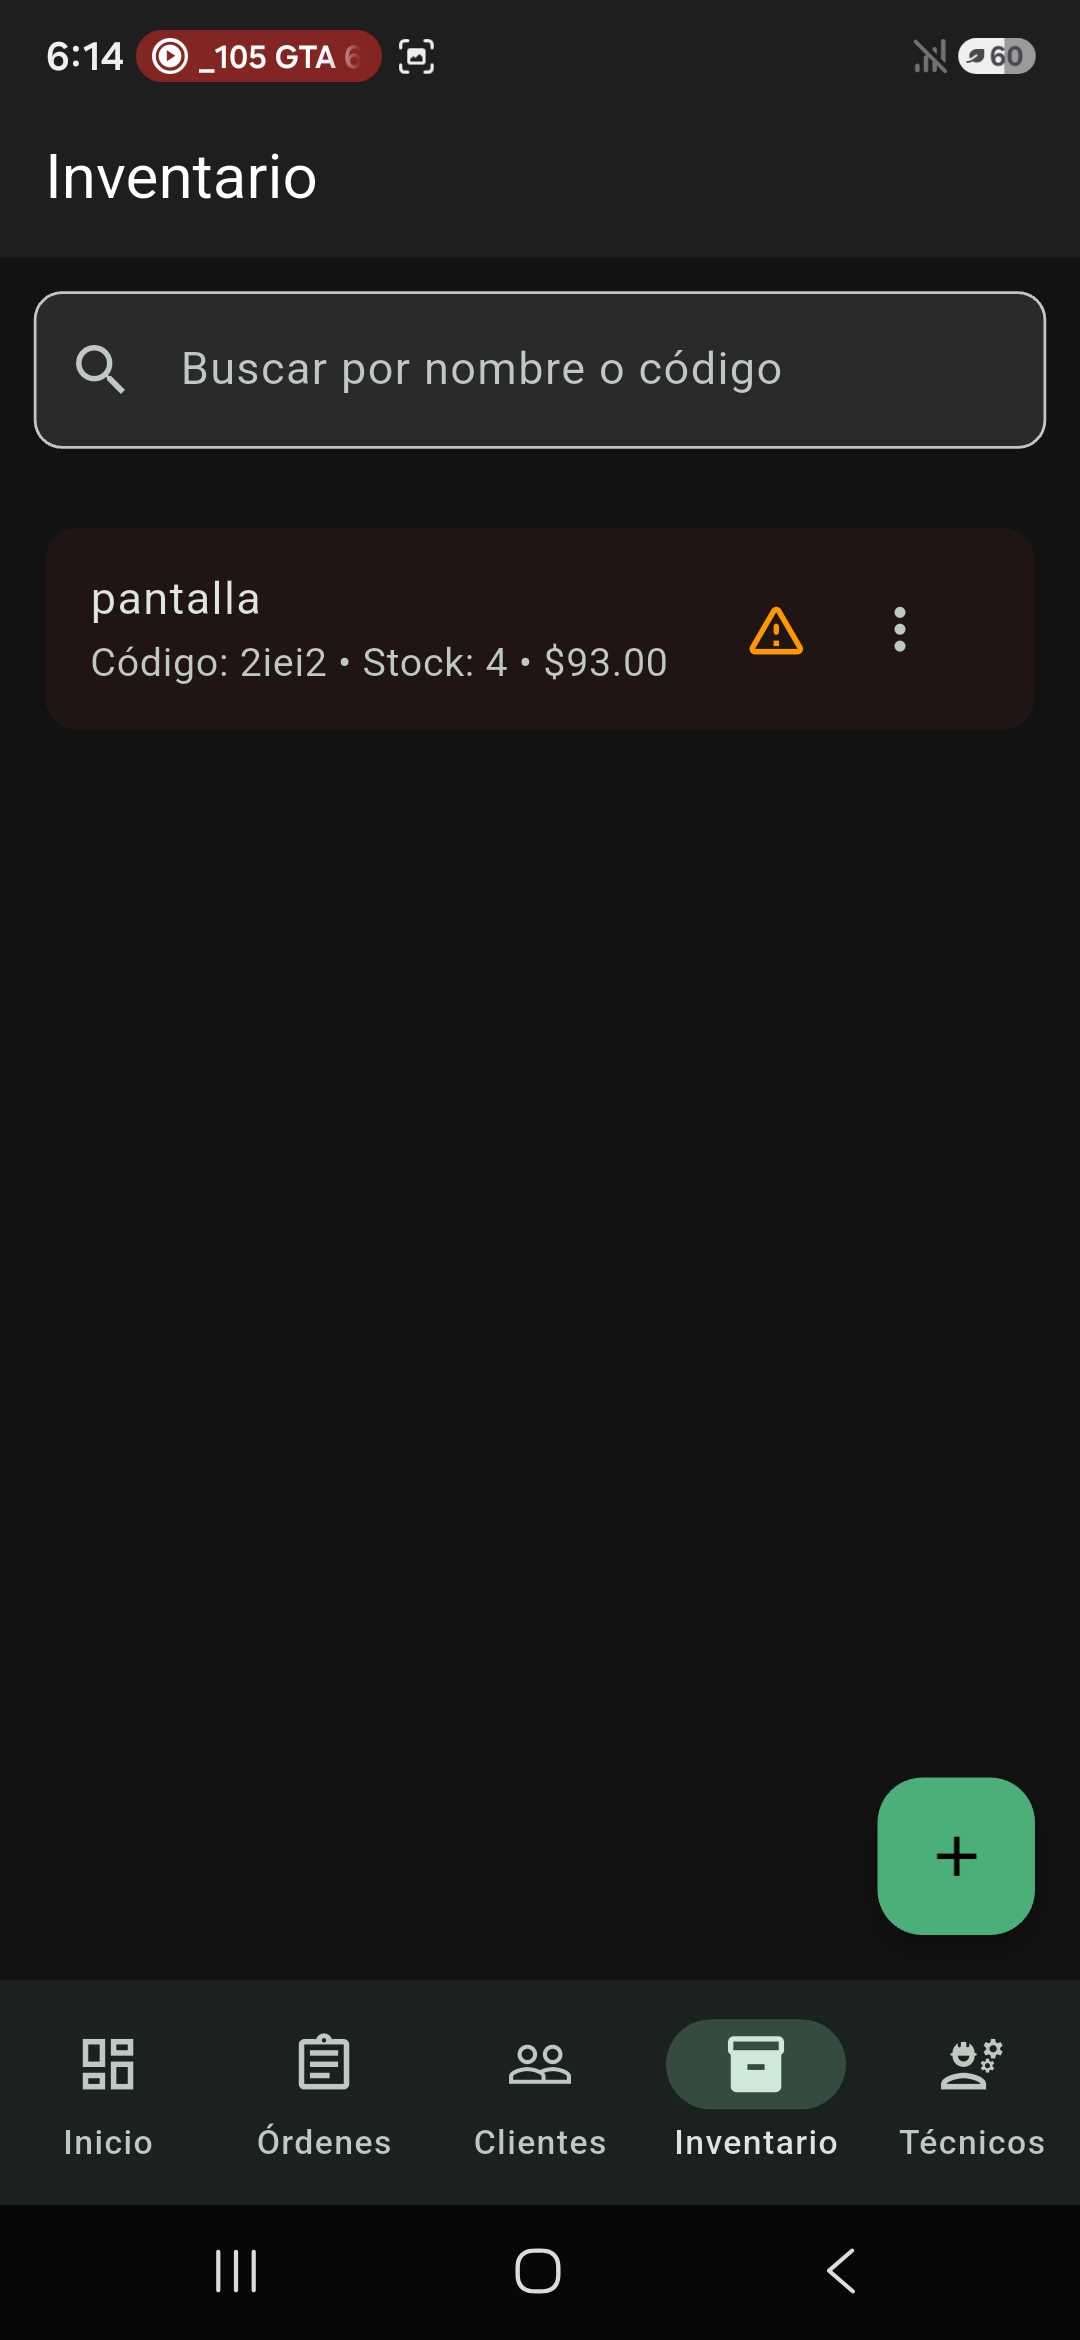 6:14 _105 GTA 6 60
Inventario
Buscar por nombre o código
pantalla
Código: 2iei2 • Stock: 4 • $93.00
Inicio Órdenes Clientes Inventario Técnicos